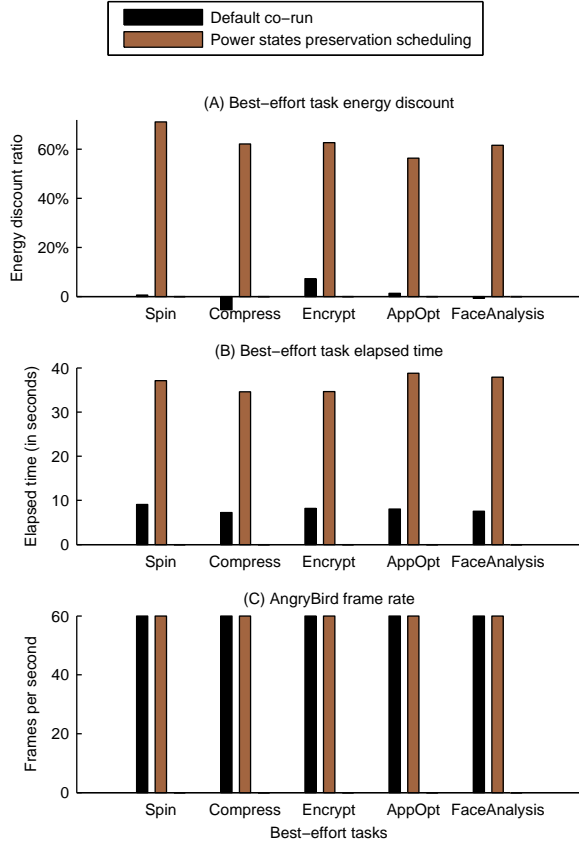 Default co-run
Power states preservation scheduling
(A) Best−effort task energy discount
Energy discount ratio
60%
40%
20%
0
Spin Compress Encrypt AppOpt FaceAnalysis
(B) Best−effort task elapsed time
Elapsed time (in seconds)
40
30
20
10
0
Spin Compress Encrypt AppOpt FaceAnalysis
(C) AngryBird frame rate
Frames per second
60
40
20
0
Spin Compress Encrypt AppOpt FaceAnalysis
Best−effort tasks